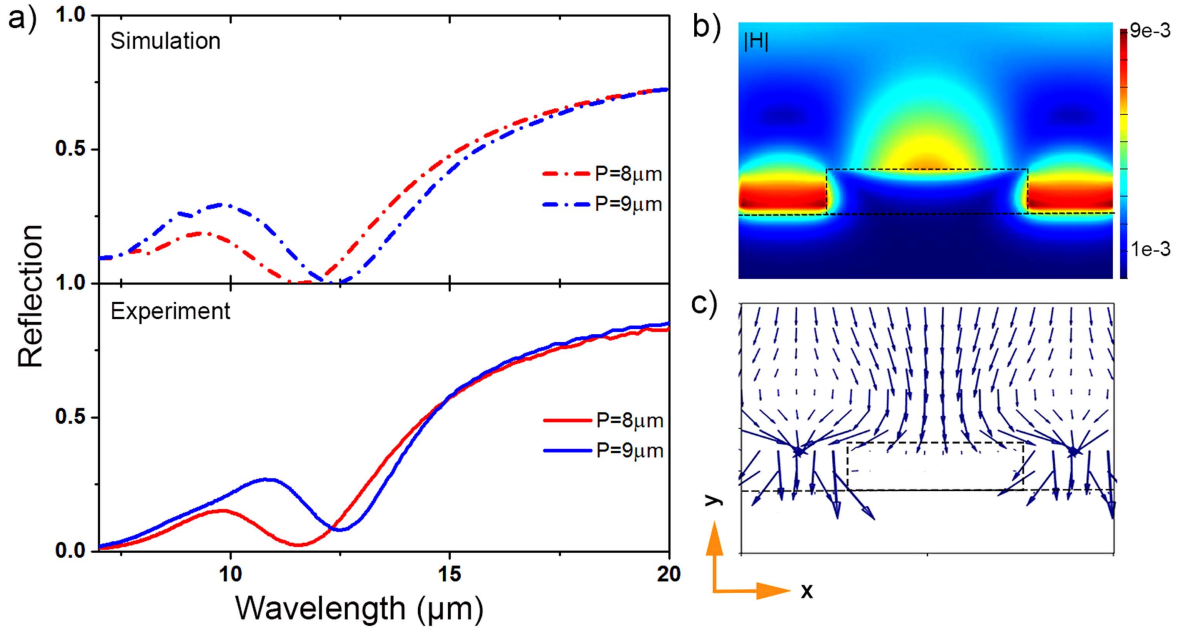 a)
1.0
Simulation
0.5
P=8μm
P=9μm
1.0
Experiment
0.5
P=8μm
P=9μm
0.0
10
15
20
Reflection
Wavelength (μm)
b)
|H|
9e-3
1e-3
c)
y
x